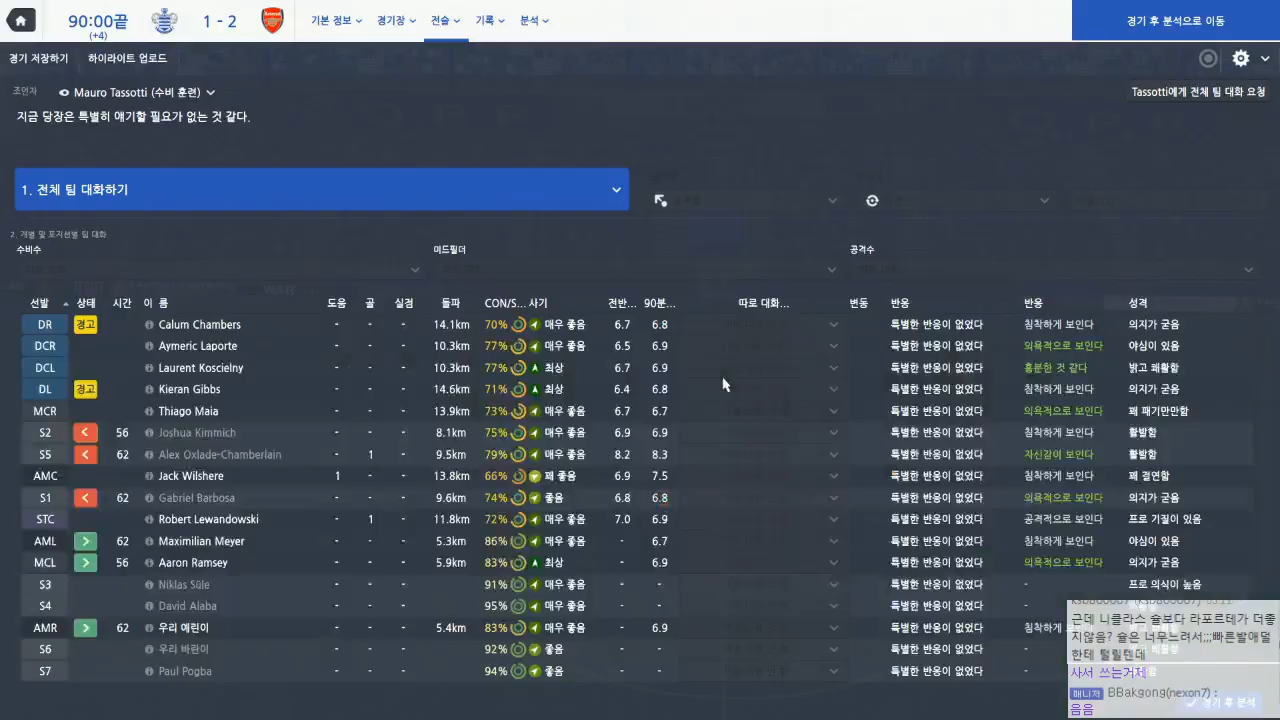 90:00끝 1 - 2 기본 정보 경기장 전술 기록 분석 경기 후 분석으로 이동
(+4)
경기 저장하기 하이라이트 업로드
조언자 Mauro Tassotti (수비 훈련) Tassotti에게 전체 팀 대화 요청
지금 당장은 특별히 얘기할 필요가 없는 것 같다.
1. 전체 팀 대화하기
2. 개별 및 포지션별 팀 대화
수비수 미드필더 공격수
선발 상태 시간 이 름 도움 골 실점 돌파 CON/S... 사기 전반... 90분... 따로 대화... 변동 반응 반응 성격
DR 경고 Calum Chambers - - - 14.1km 70% 매우 좋음 6.7 6.8 특별한 반응이 없었다 침착하게 보인다 의지가 굳음
DCR Aymeric Laporte - - - 10.3km 77% 매우 좋음 6.5 6.9 특별한 반응이 없었다 의욕적으로 보인다 야심이 있음
DCL Laurent Koscielny - - - 10.3km 77% 최상 6.7 6.9 특별한 반응이 없었다 흥분한 것 같다 밝고 쾌활함
DL 경고 Kieran Gibbs - - - 14.6km 71% 최상 6.4 6.8 특별한 반응이 없었다 침착하게 보인다 의지가 굳음
MCR Thiago Maia - - - 13.9km 73% 매우 좋음 6.7 6.7 특별한 반응이 없었다 의욕적으로 보인다 꽤 패기만만함
S2 < 56 Joshua Kimmich - - - 8.1km 75% 매우 좋음 6.9 6.9 특별한 반응이 없었다 침착하게 보인다 활발함
S5 < 62 Alex Oxlade-Chamberlain - 1 - 9.5km 79% 매우 좋음 8.2 8.3 특별한 반응이 없었다 자신감이 보인다 활발함
AMC Jack Wilshere 1 - - 13.8km 66% 꽤 좋음 6.9 7.5 특별한 반응이 없었다 침착하게 보인다 꽤 절연함
S1 < 62 Gabriel Barbosa - - - 9.6km 74% 좋음 6.8 6.8 특별한 반응이 없었다 의욕적으로 보인다 의지가 굳음
STC Robert Lewandowski - 1 - 11.8km 72% 매우 좋음 7.0 6.9 특별한 반응이 없었다 공격적으로 보인다 프로 기질이 있음
AML > 62 Maximilian Meyer - - - 5.3km 86% 매우 좋음 - 6.7 특별한 반응이 없었다 침착하게 보인다 야심이 있음
MCL > 56 Aaron Ramsey - - - 5.9km 83% 최상 - 6.9 특별한 반응이 없었다 의욕적으로 보인다 의지가 굳음
S3 Niklas Süle - - - 91% 매우 좋음 - - 특별한 반응이 없었다 - 프로 의식이 높음
S4 David Alaba - - - 95% 매우 좋음 - - 특별한 반응이 없었다 -
AMR > 62 우리 예린이 - - - 5.4km 83% 매우 좋음 - 6.9 특별한 반응이 없었다 침착하게
S6 우리 바린이 - - - 92% 좋음 - - 특별한 반응이 없었다 -
S7 Paul Pogba - - - 94% 좋음 - - 특별한 반응이 없었다 -
근데 니클라스 쥴보다 라포르테가 더좋
지않음? 쥴은 너무느려서;;;빠른발애덜
한테 털릴텐데
사서 쓰는거제
매니저 BBakgong(nexon7) :
음음
경기 후 분석